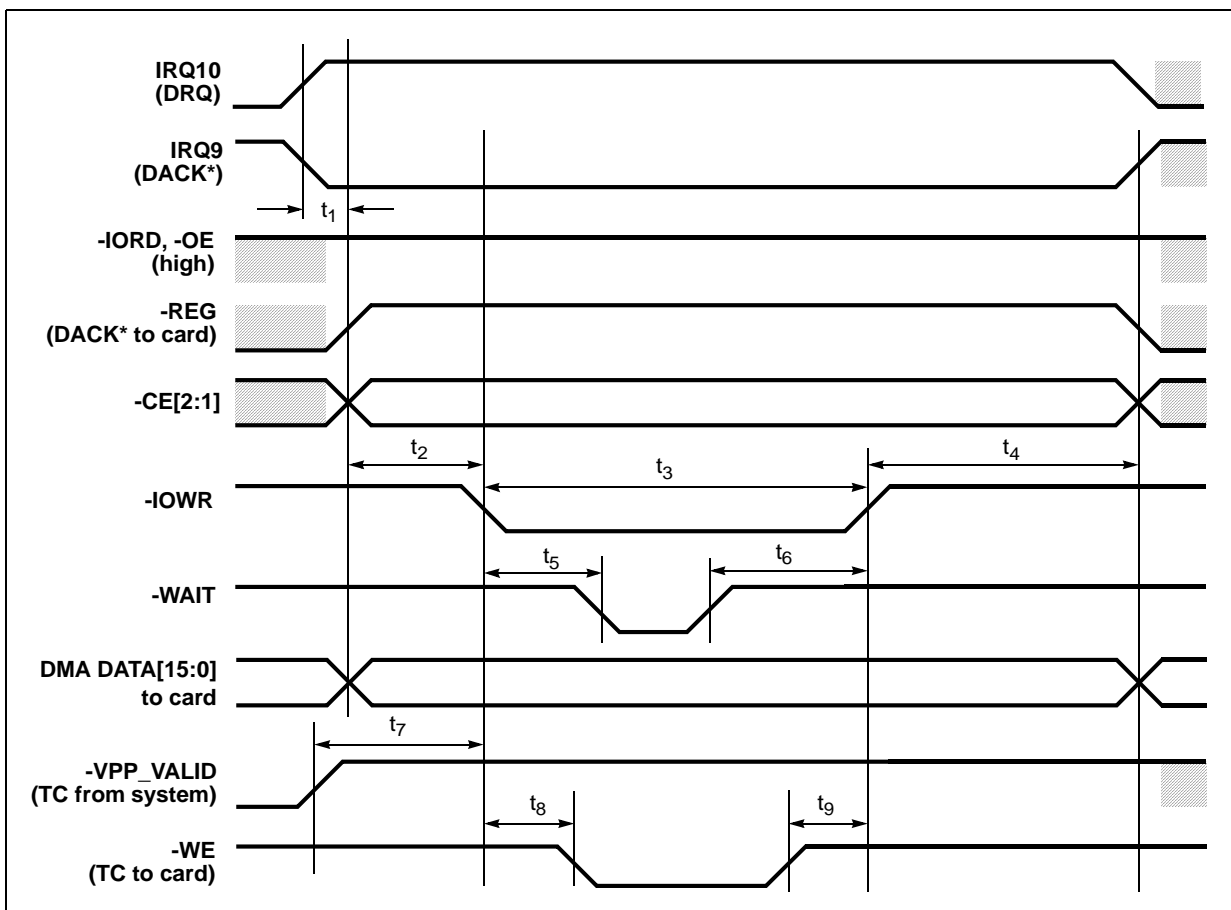 IRQ10
(DRQ)
IRQ9
(DACK*)
t1
-IORD, -OE
(high)
-REG
(DACK* to card)
-CE[2:1]
t2
t3
t4
-IOWR
t5
t6
-WAIT
DMA DATA[15:0]
to card
t7
-VPP_VALID
(TC from system)
t8
t9
-WE
(TC to card)